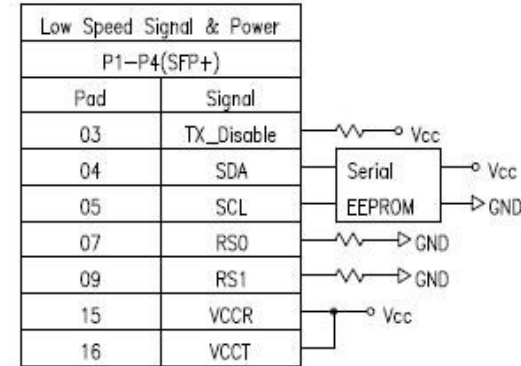 Low Speed Signal & Power
P1-P4(SFP+)
Pad Signal
03 TX_Disable Vcc
04 SDA Serial Vcc
05 SCL EEPROM GND
07 RS0 GND
09 RS1 GND
15 VCCR Vcc
16 VCCT